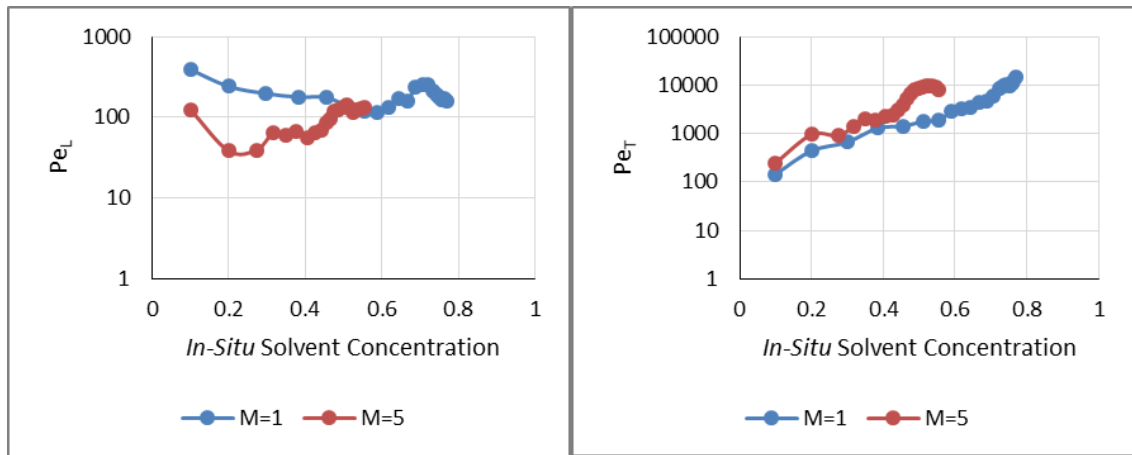 1000
100
10
1
Pe_L
0 0.2 0.4 0.6 0.8 1
In-Situ Solvent Concentration
M=1 M=5
100000
10000
1000
100
10
1
Pe_T
0 0.2 0.4 0.6 0.8 1
In-Situ Solvent Concentration
M=1 M=5